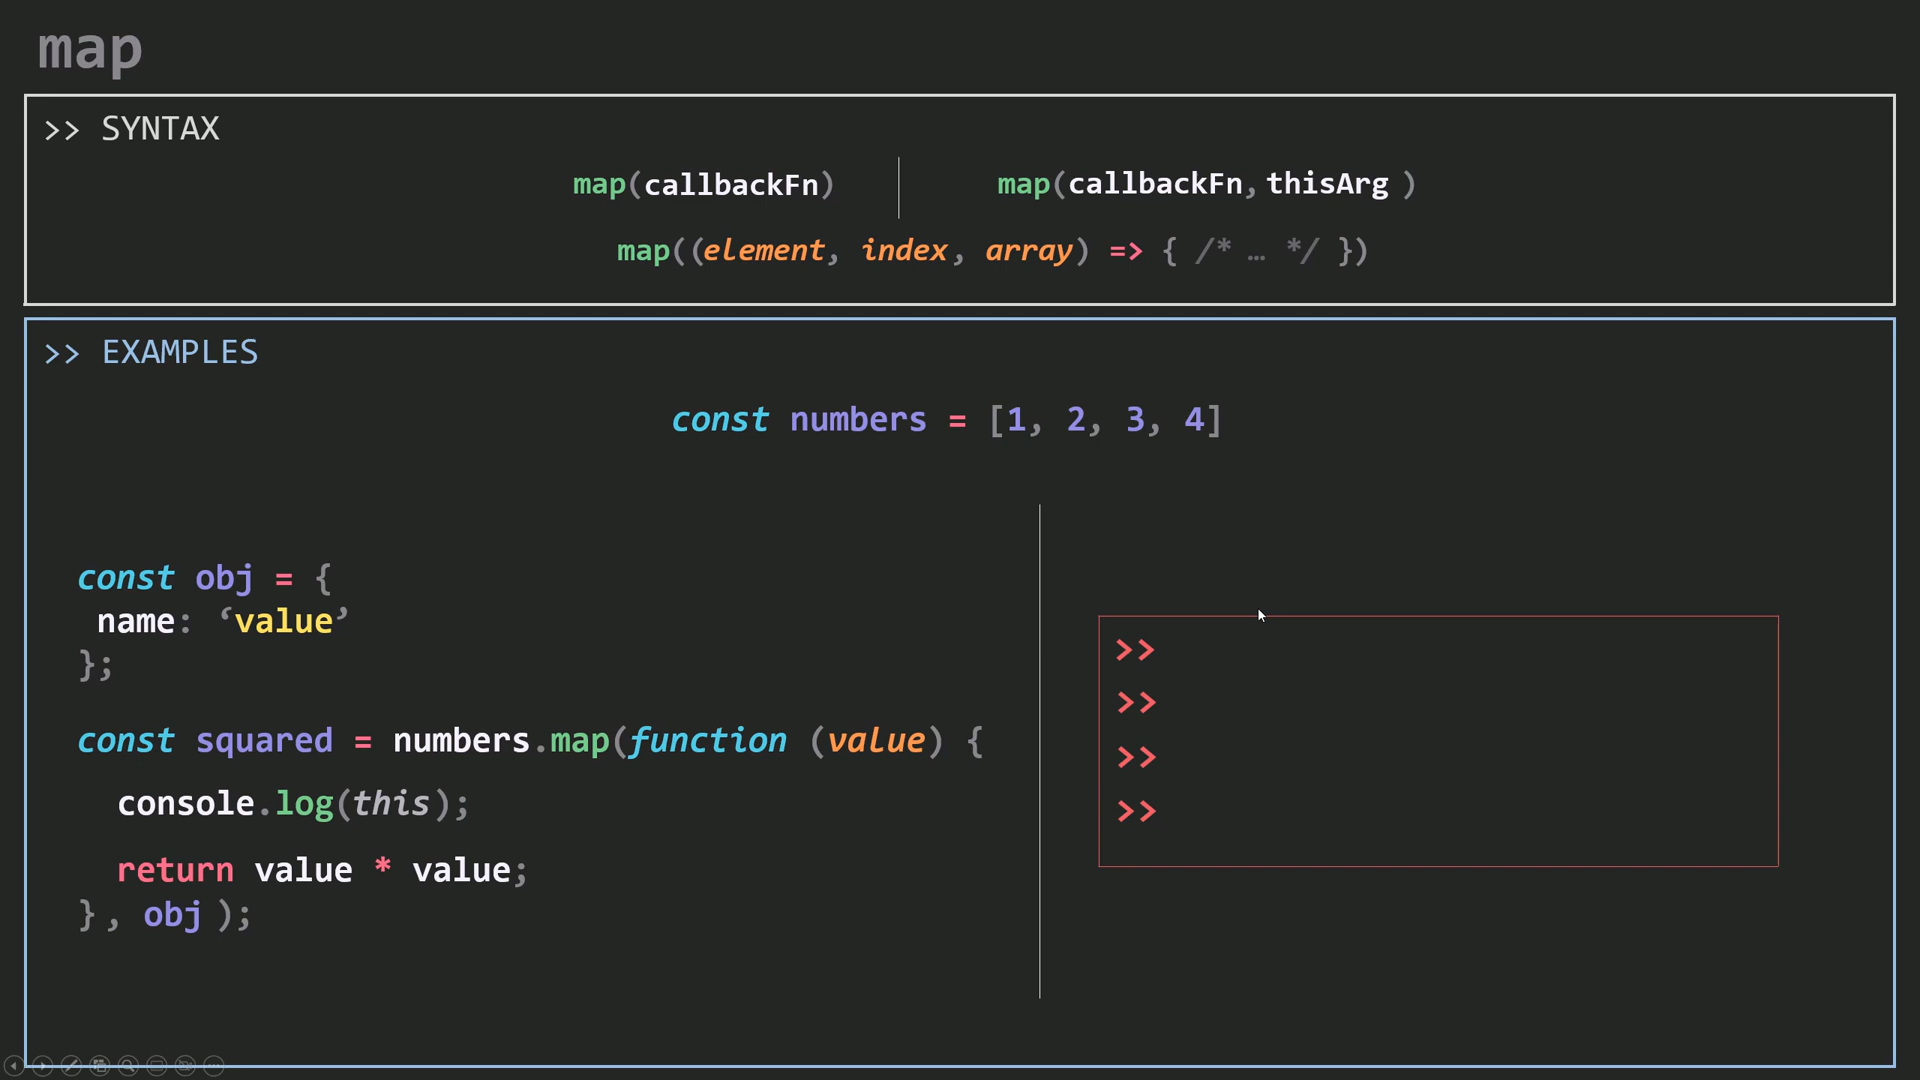 map
>> SYNTAX
map(callbackFn)
map(callbackFn, thisArg )
map((element, index, array) => { /* … */ })
>> EXAMPLES
const numbers = [1, 2, 3, 4]
const obj = {
name: ‘value’
};
const squared = numbers.map(function (value) {
console.log(this);
return value * value;
} , obj );
>>
>>
>>
>>